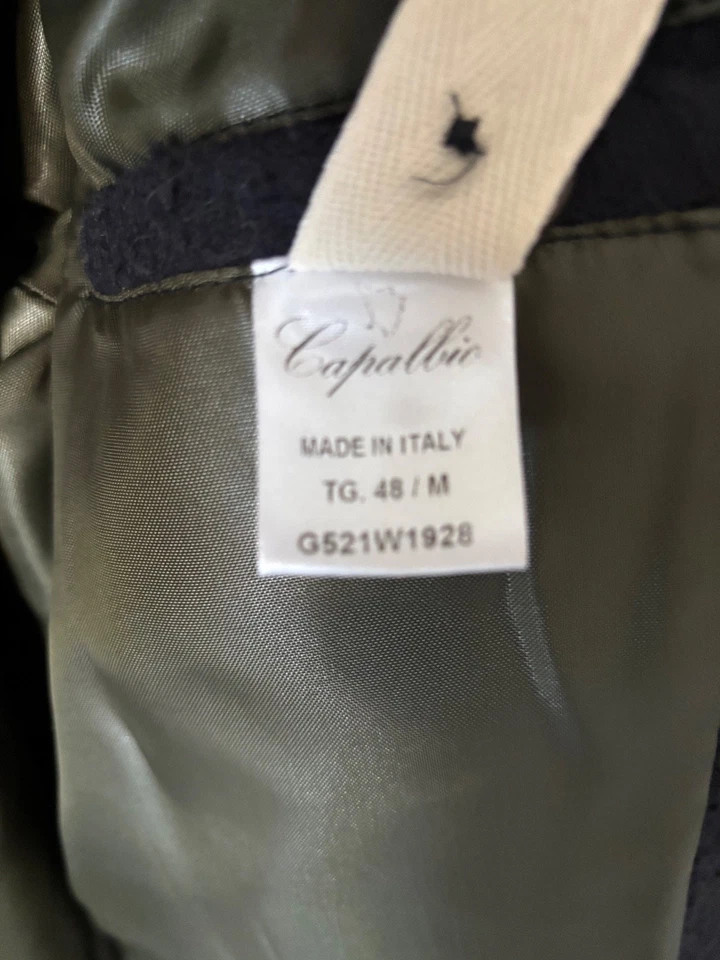 Capalbio
MADE IN ITALY
TG. 48 / M
G521W1928